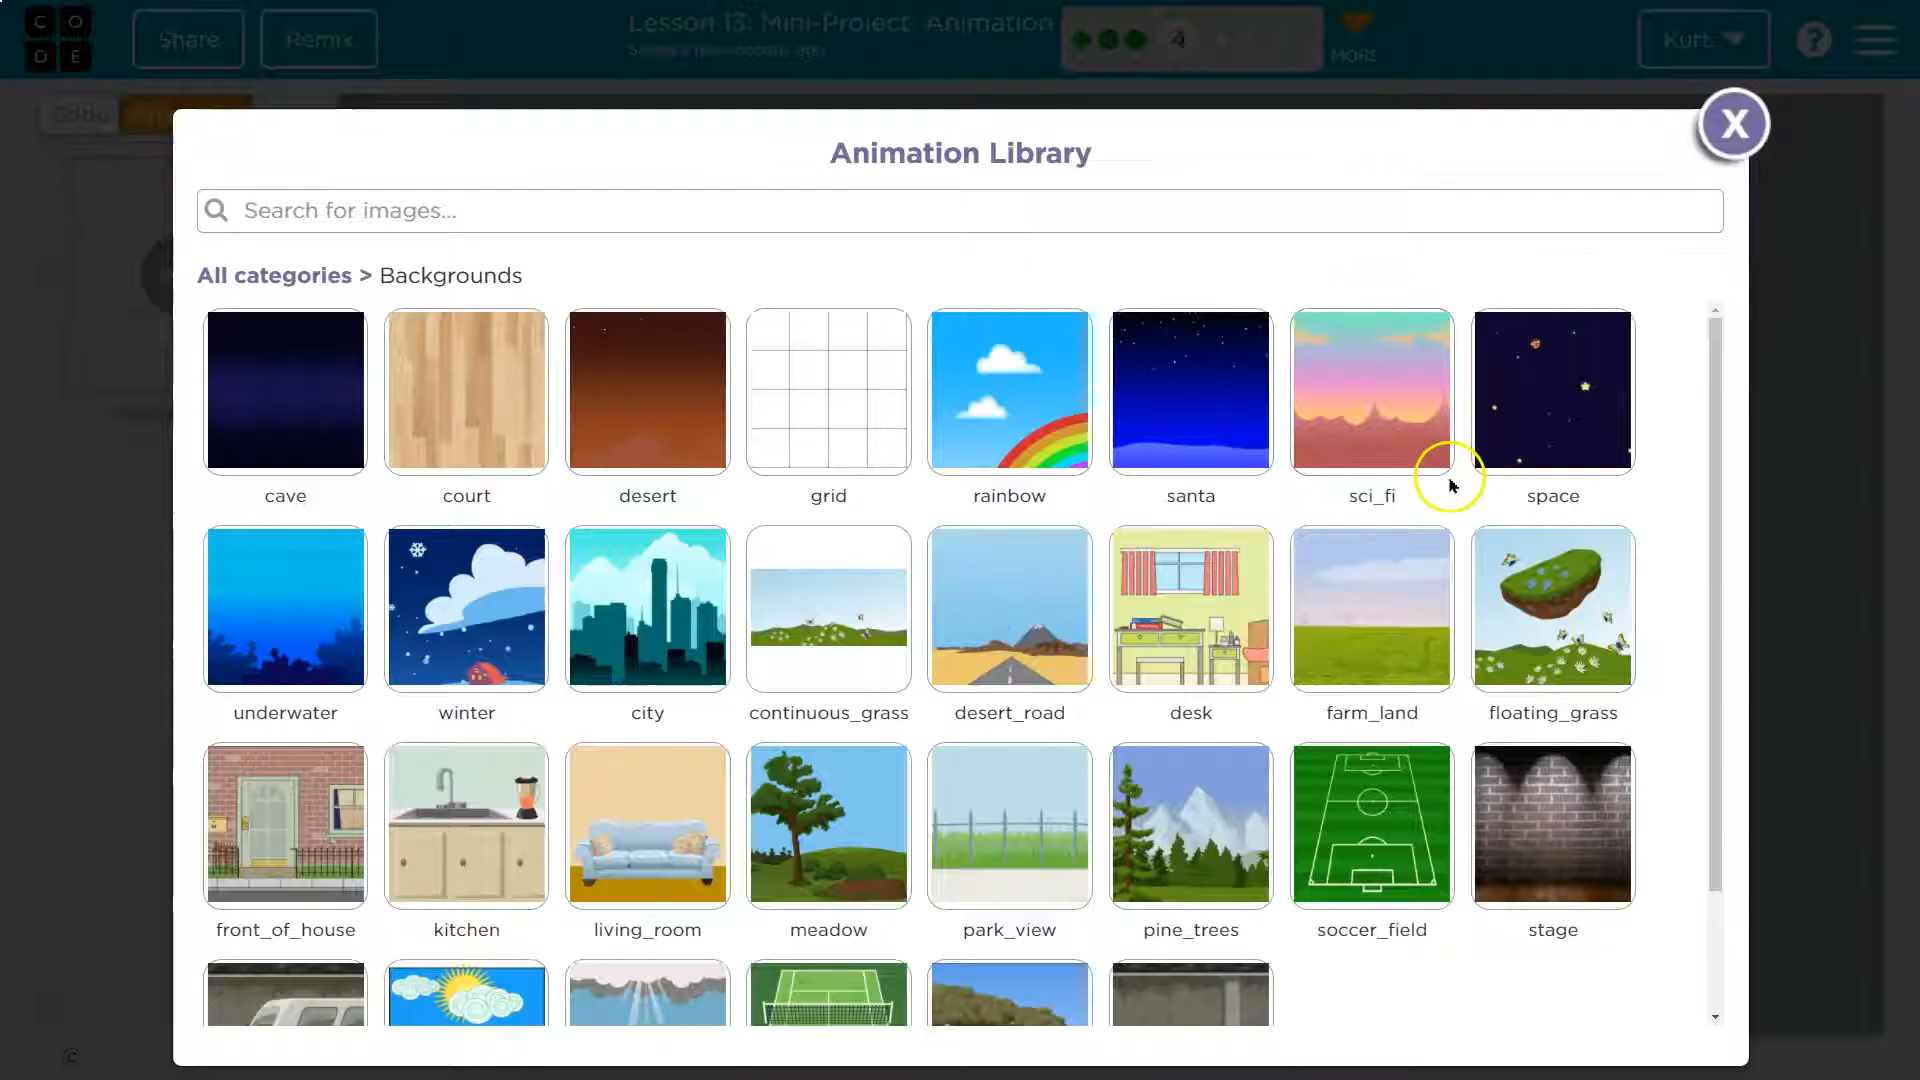 C O
D E
Share
Remix
Lesson 13: Mini-Project: Animation
4
MORE
Kurt
?
Code
X
Animation Library
Search for images...
All categories > Backgrounds
cave
court
desert
grid
rainbow
santa
sci_fi
space
underwater
winter
city
continuous_grass
desert_road
desk
farm_land
floating_grass
front_of_house
kitchen
living_room
meadow
park_view
pine_trees
soccer_field
stage